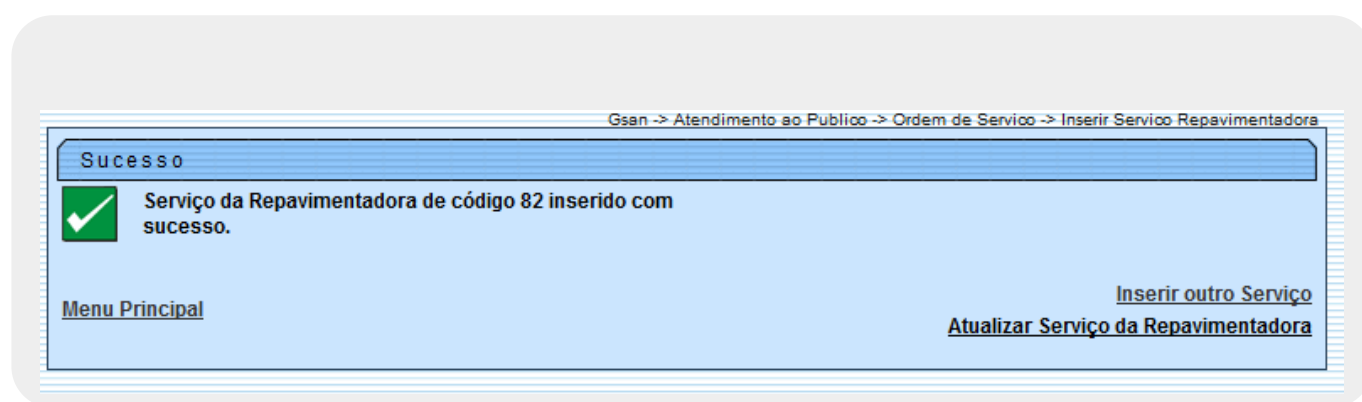 Gsan -> Atendimento ao Publico -> Ordem de Servico -> Inserir Servico Repavimentadora
Sucesso
Serviço da Repavimentadora de código 82 inserido com
sucesso.
Inserir outro Serviço
Menu Principal
Atualizar Serviço da Repavimentadora